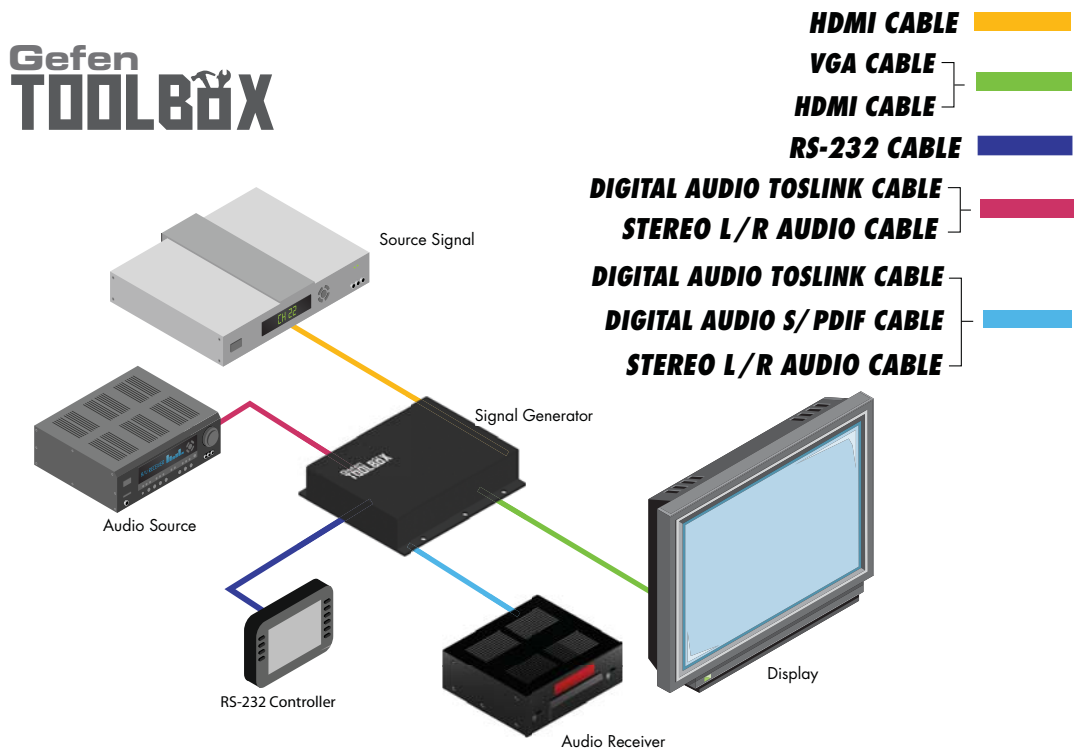 Gefen
TOOLBOX
HDMI CABLE
VGA CABLE
HDMI CABLE
RS-232 CABLE
DIGITAL AUDIO TOSLINK CABLE
STEREO L/R AUDIO CABLE
DIGITAL AUDIO TOSLINK CABLE
DIGITAL AUDIO S/PDIF CABLE
STEREO L/R AUDIO CABLE
Source Signal
CH 22
Signal Generator
Gefen
TOOLBOX
Audio Source
RS-232 Controller
Audio Receiver
Display